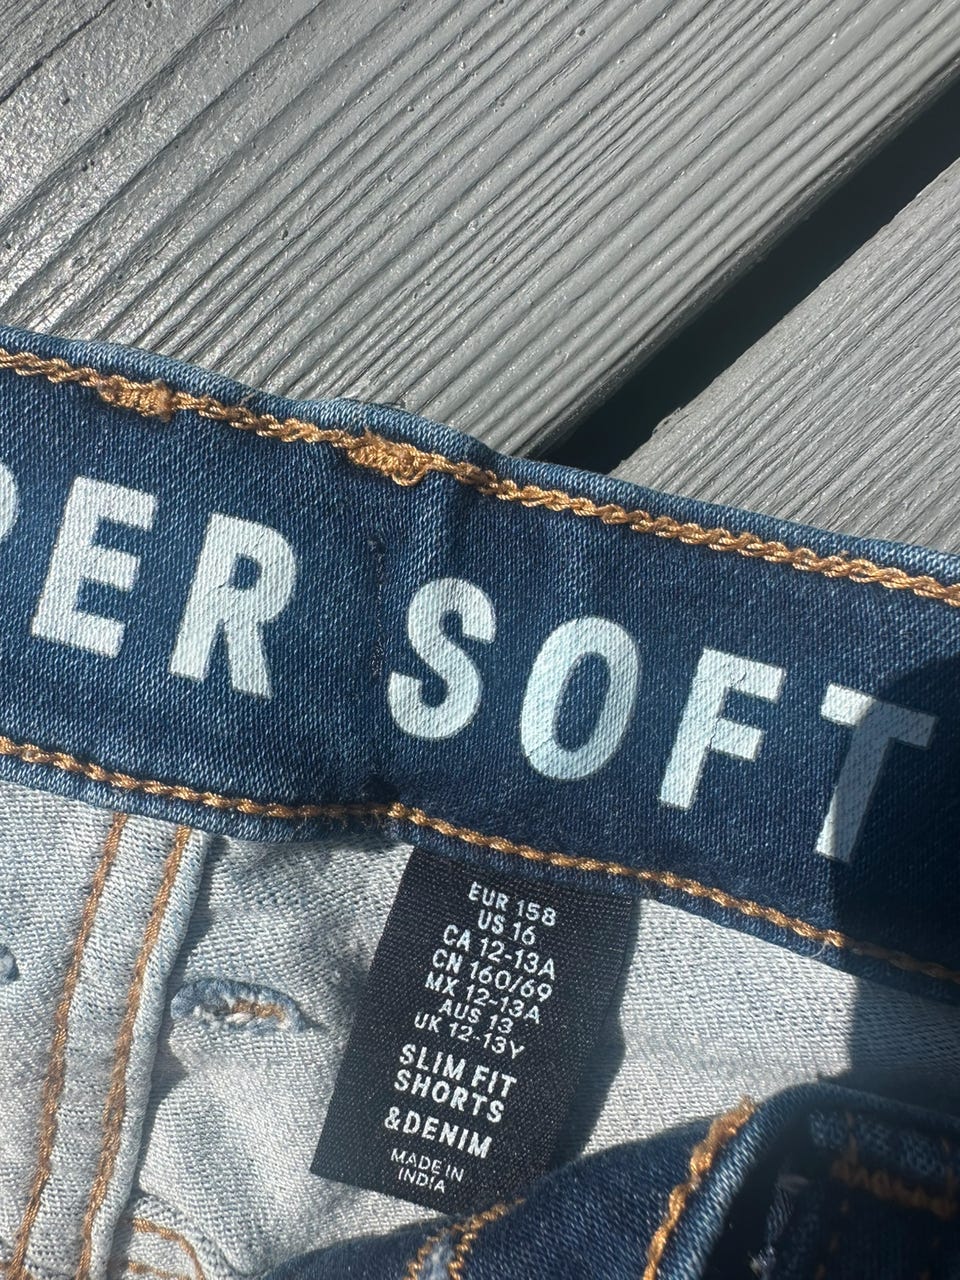 PER SOFT
EUR 158
US 16
CA 12-13A
CN 160/69
MX 12-13A
AUS 13
UK 12-13Y
SLIM FIT
SHORTS
&DENIM
MADE IN
INDIA